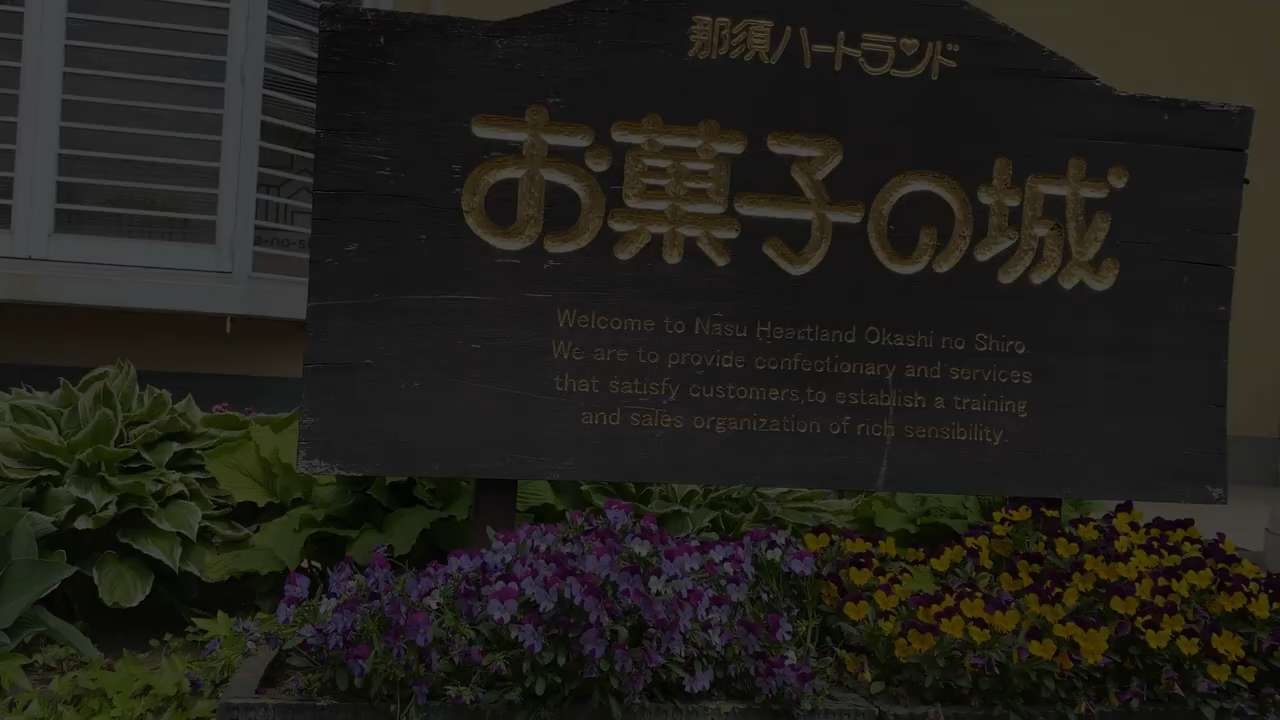 那須ハートランド
お菓子の城
Welcome to Nasu Heartland Okashi no Shiro.
We are to provide confectionary and services
that satisfy customers,to establish a training
and sales organization of rich sensibility.